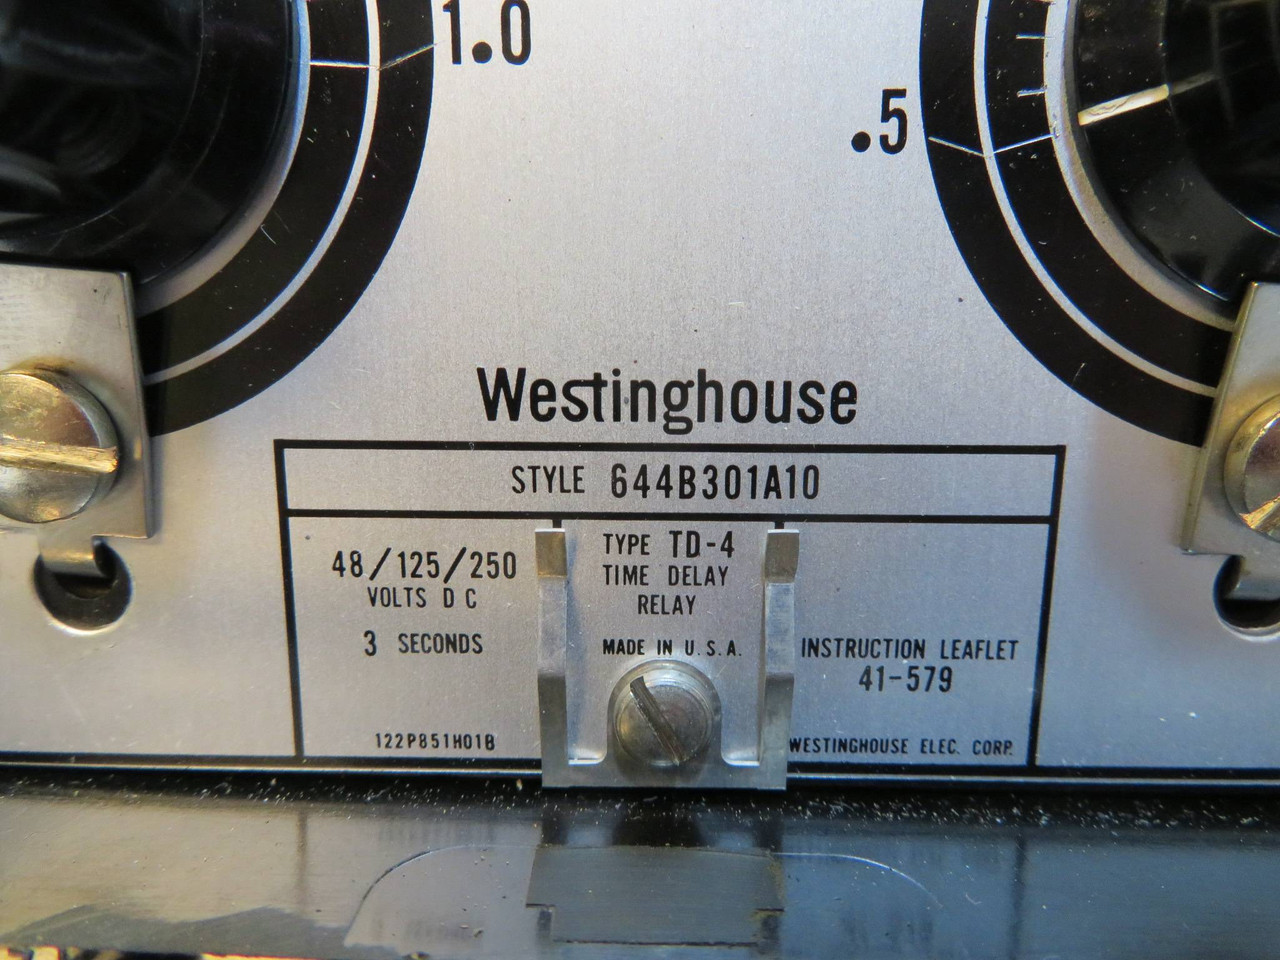 1.0
.5
Westinghouse
STYLE 644B301A10
48/125/250
VOLTS D C
3 SECONDS
122P851H01B
TYPE TD-4
TIME DELAY
RELAY
MADE IN U.S.A.
INSTRUCTION LEAFLET
41-579
WESTINGHOUSE ELEC. CORP.